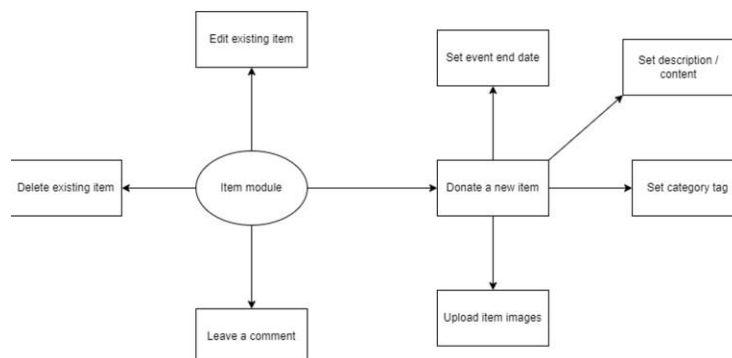 Edit existing item
Set event end date
Set description /
content
Delete existing item
Item module
Donate a new item
Set category tag
Leave a comment
Upload item images